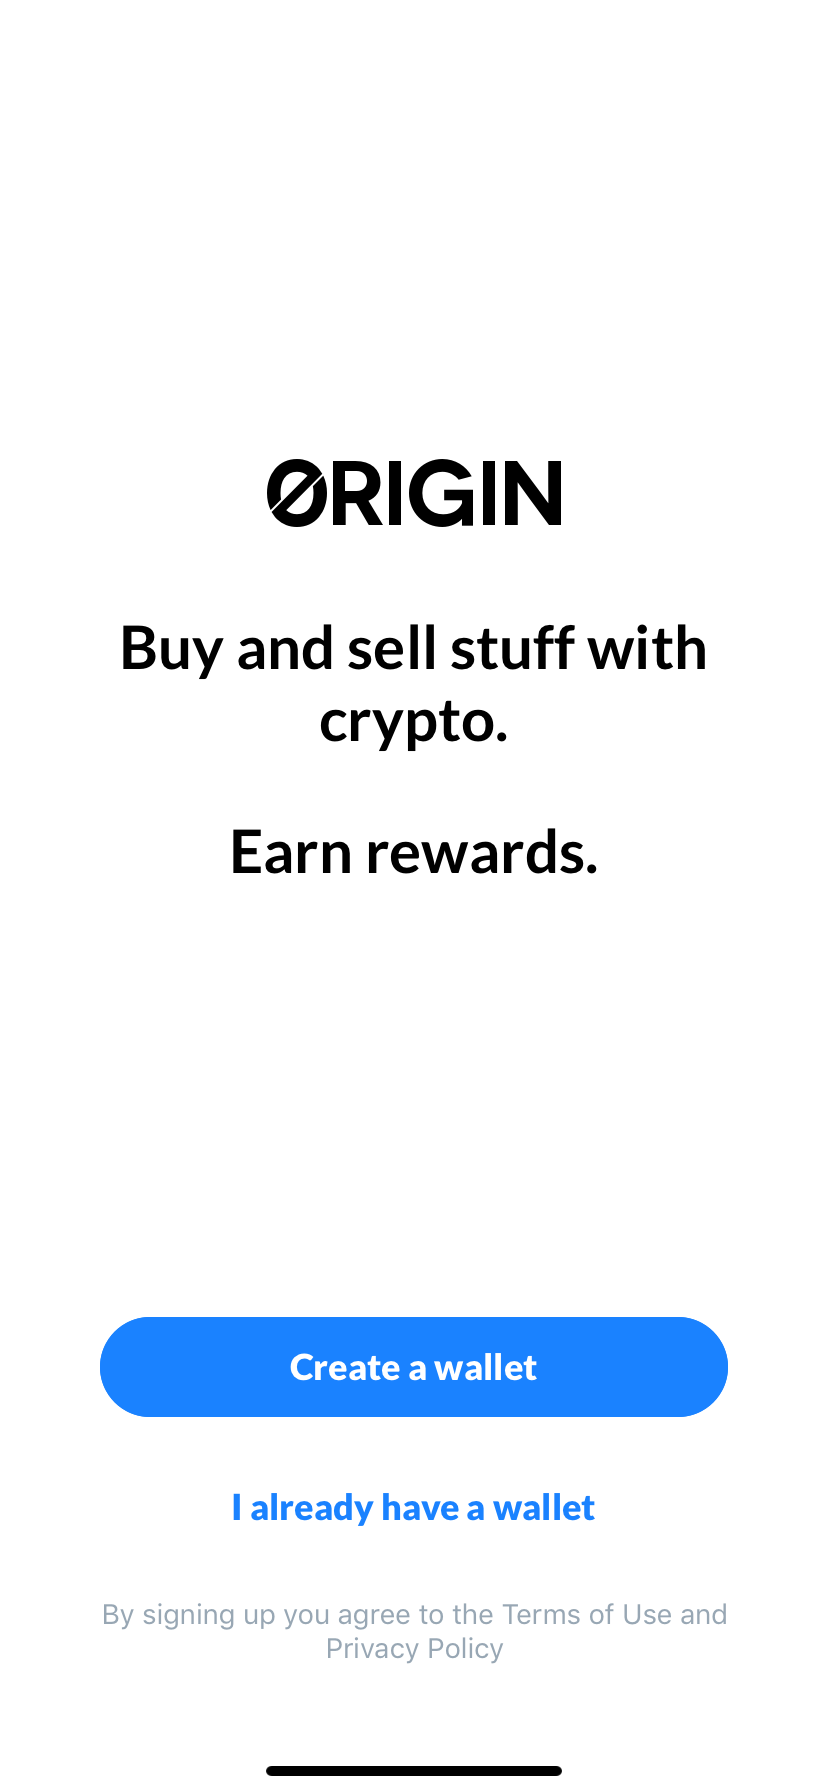 ORIGIN
Buy and sell stuff with
crypto.
Earn rewards.
Create a wallet
I already have a wallet
By signing up you agree to the Terms of Use and
Privacy Policy